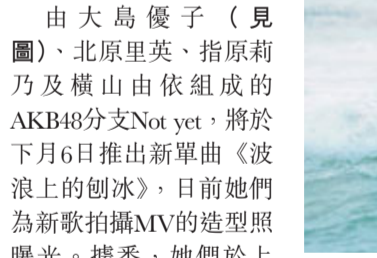 由大島優子（見
圖）、北原里英、指原莉
乃及橫山由依組成的
AKB48分支Not yet，將於
下月6日推出新單曲《波
浪上的刨冰》，日前她們
為新歌拍攝MV的造型照
曝光。據悉，她們於上